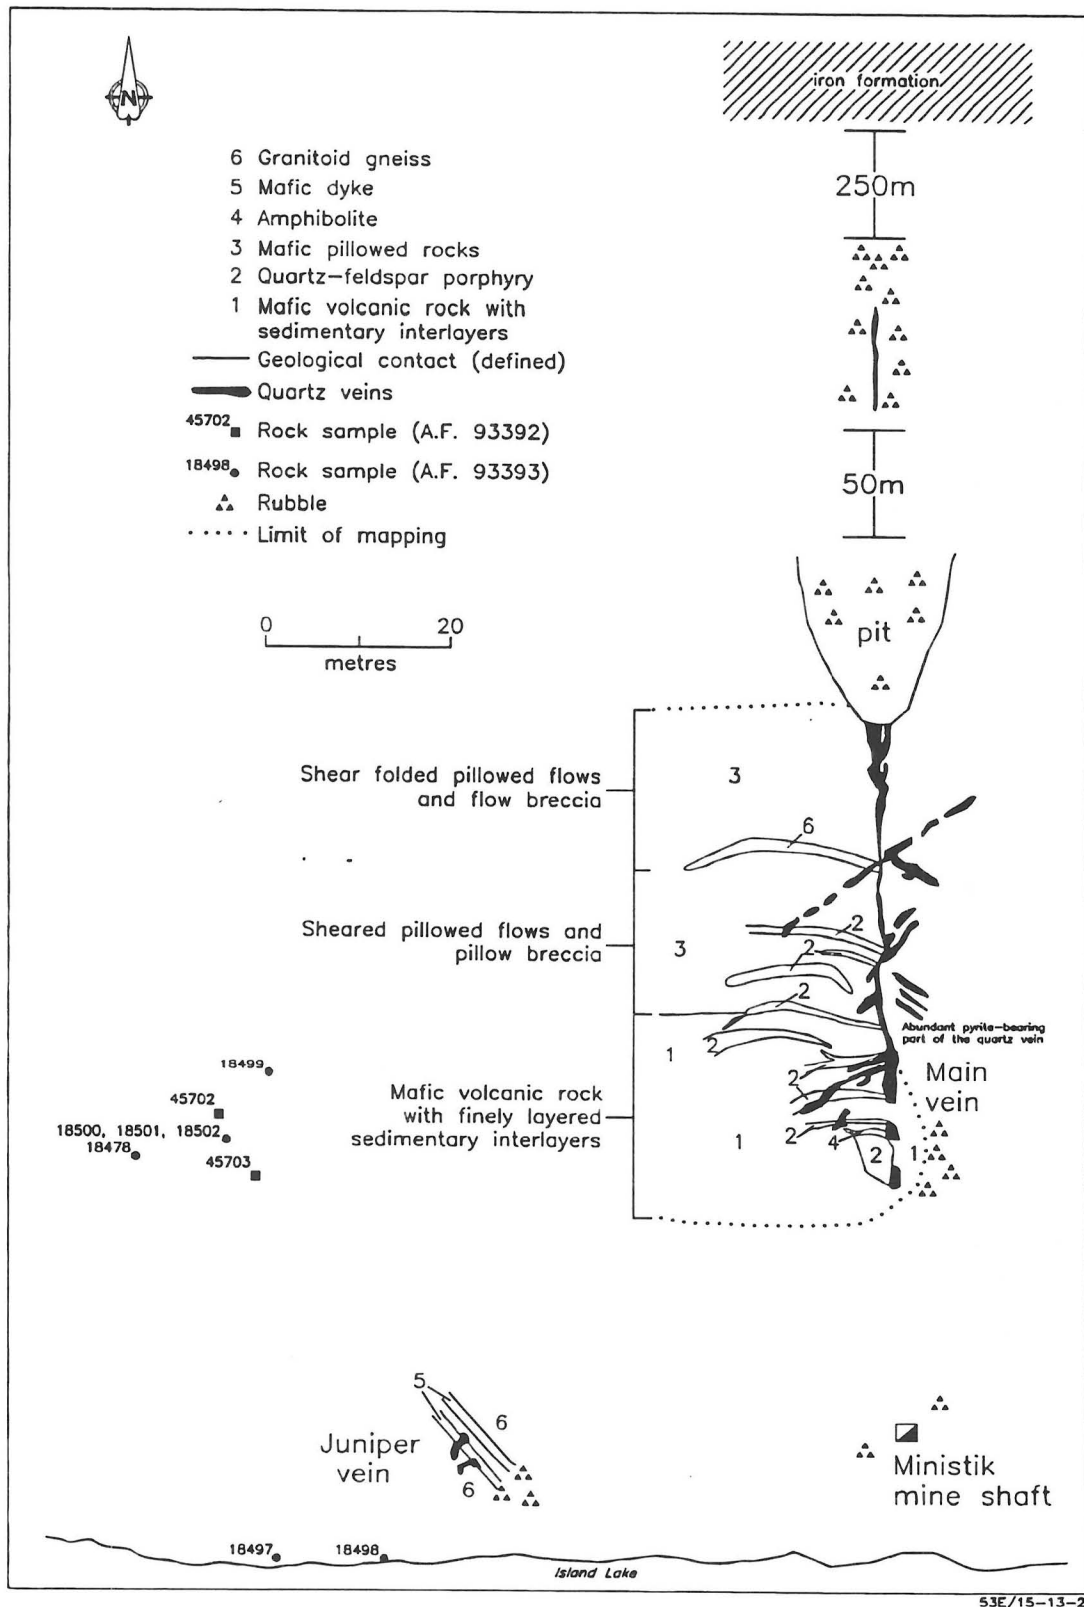 N
iron formation
250m
50m
pit
6 Granitoid gneiss
5 Mafic dyke
4 Amphibolite
3 Mafic pillowed rocks
2 Quartz–feldspar porphyry
1 Mafic volcanic rock with
sedimentary interlayers
Geological contact (defined)
Quartz veins
45702 Rock sample (A.F. 93392)
18498 Rock sample (A.F. 93393)
Rubble
Limit of mapping
0 20
metres
Shear folded pillowed flows
and flow breccia
3
6
Sheared pillowed flows and
pillow breccia
3
2
2
2
Abundant pyrite–bearing
part of the quartz vein
1
2
2
Main
vein
Mafic volcanic rock
with finely layered
sedimentary interlayers
1
2
4
2
1
18499
45702
18500, 18501, 18502
18478
45703
5
6
Juniper
vein
6
Ministik
mine shaft
18497
18498
Island Lake
53E/15–13–2